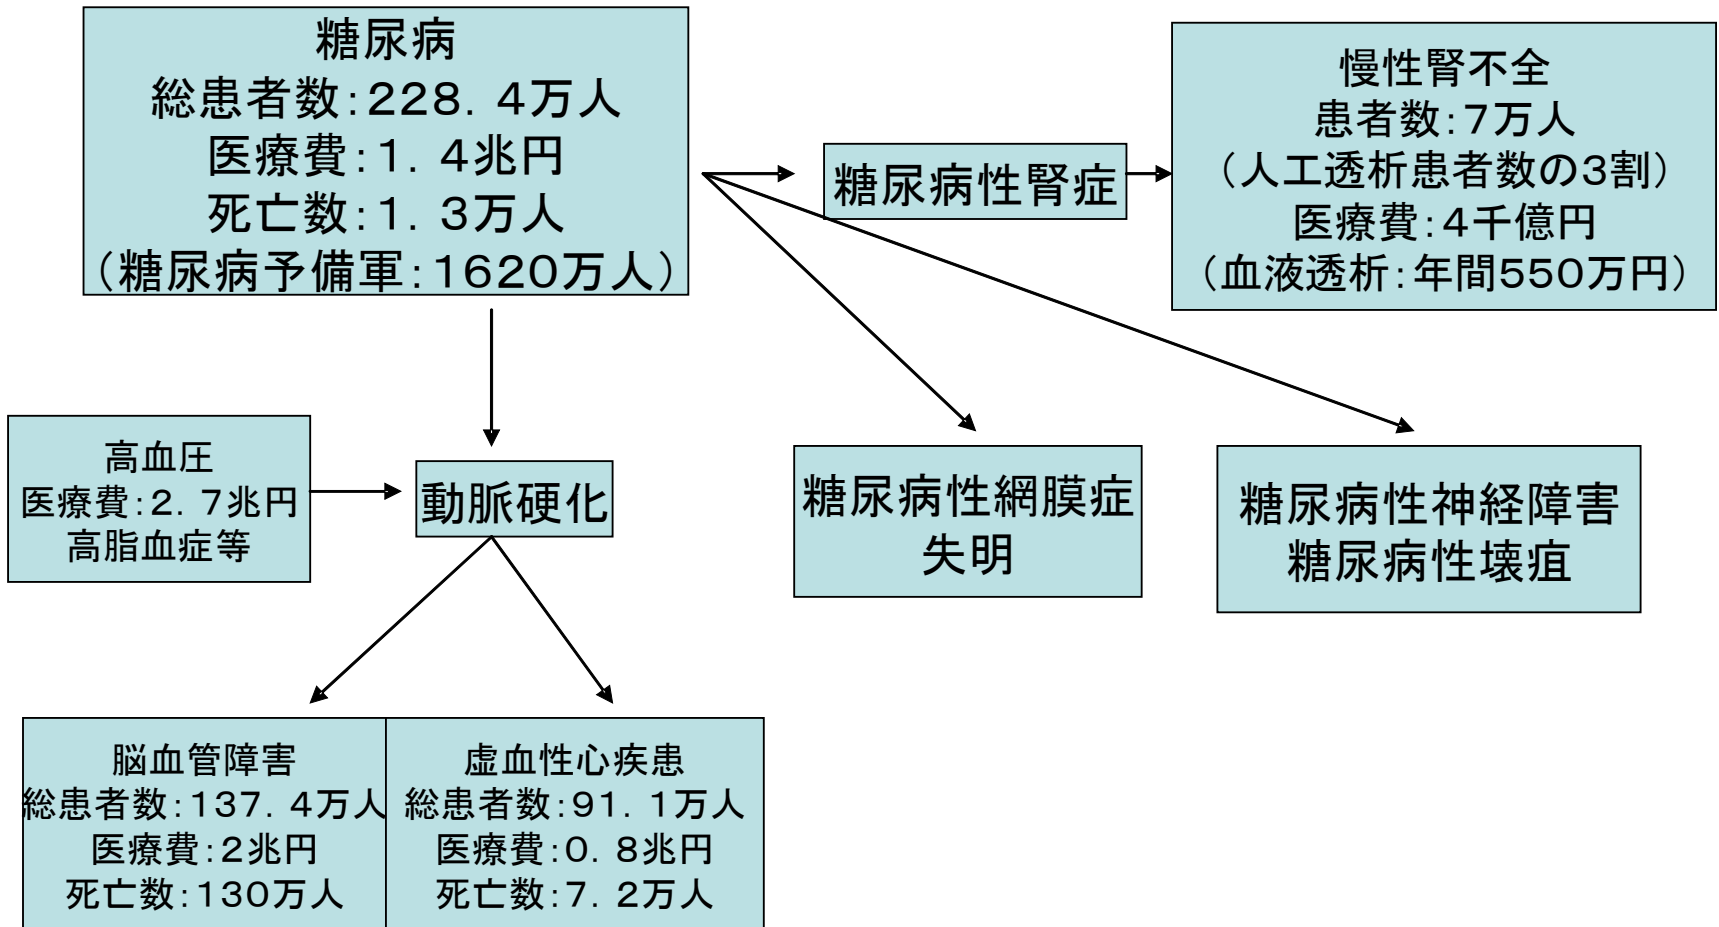 糖尿病
総患者数:228．4万人
医療費:1．4兆円
死亡数:1．3万人
（糖尿病予備軍:1620万人）
慢性腎不全
患者数:7万人
（人工透析患者数の3割）
医療費:4千億円
（血液透析:年間550万円）
糖尿病性腎症
高血圧
医療費:2．7兆円
高脂血症等
動脈硬化
糖尿病性網膜症
失明
糖尿病性神経障害
糖尿病性壊疽
脳血管障害
総患者数:137．4万人
医療費:2兆円
死亡数:130万人
虚血性心疾患
総患者数:91．1万人
医療費:0．8兆円
死亡数:7．2万人